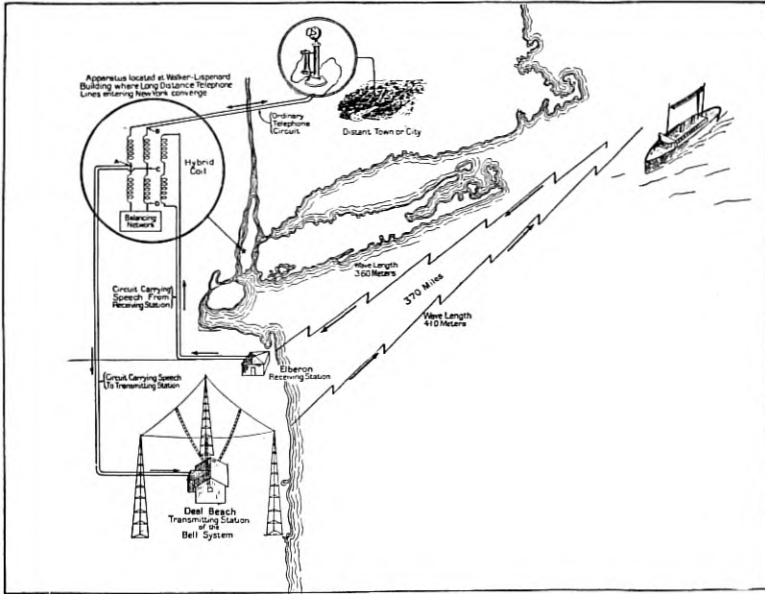 Apparatus located at Walker-Lispenard
Building where Long Distance Telephone
Lines entering New York converge
Ordinary
Telephone
Circuit
Distant Town or City
Hybrid
Coil
A
Balancing
Network
Circuit Carrying
Speech From
Receiving Station
Wave Length
360 Meters
370 Miles
Wave Length
410 Meters
Elberon
Receiving Station
Circuit Carrying Speech
To Transmitting Station
Deal Beach
Transmitting Station
of the
Bell System